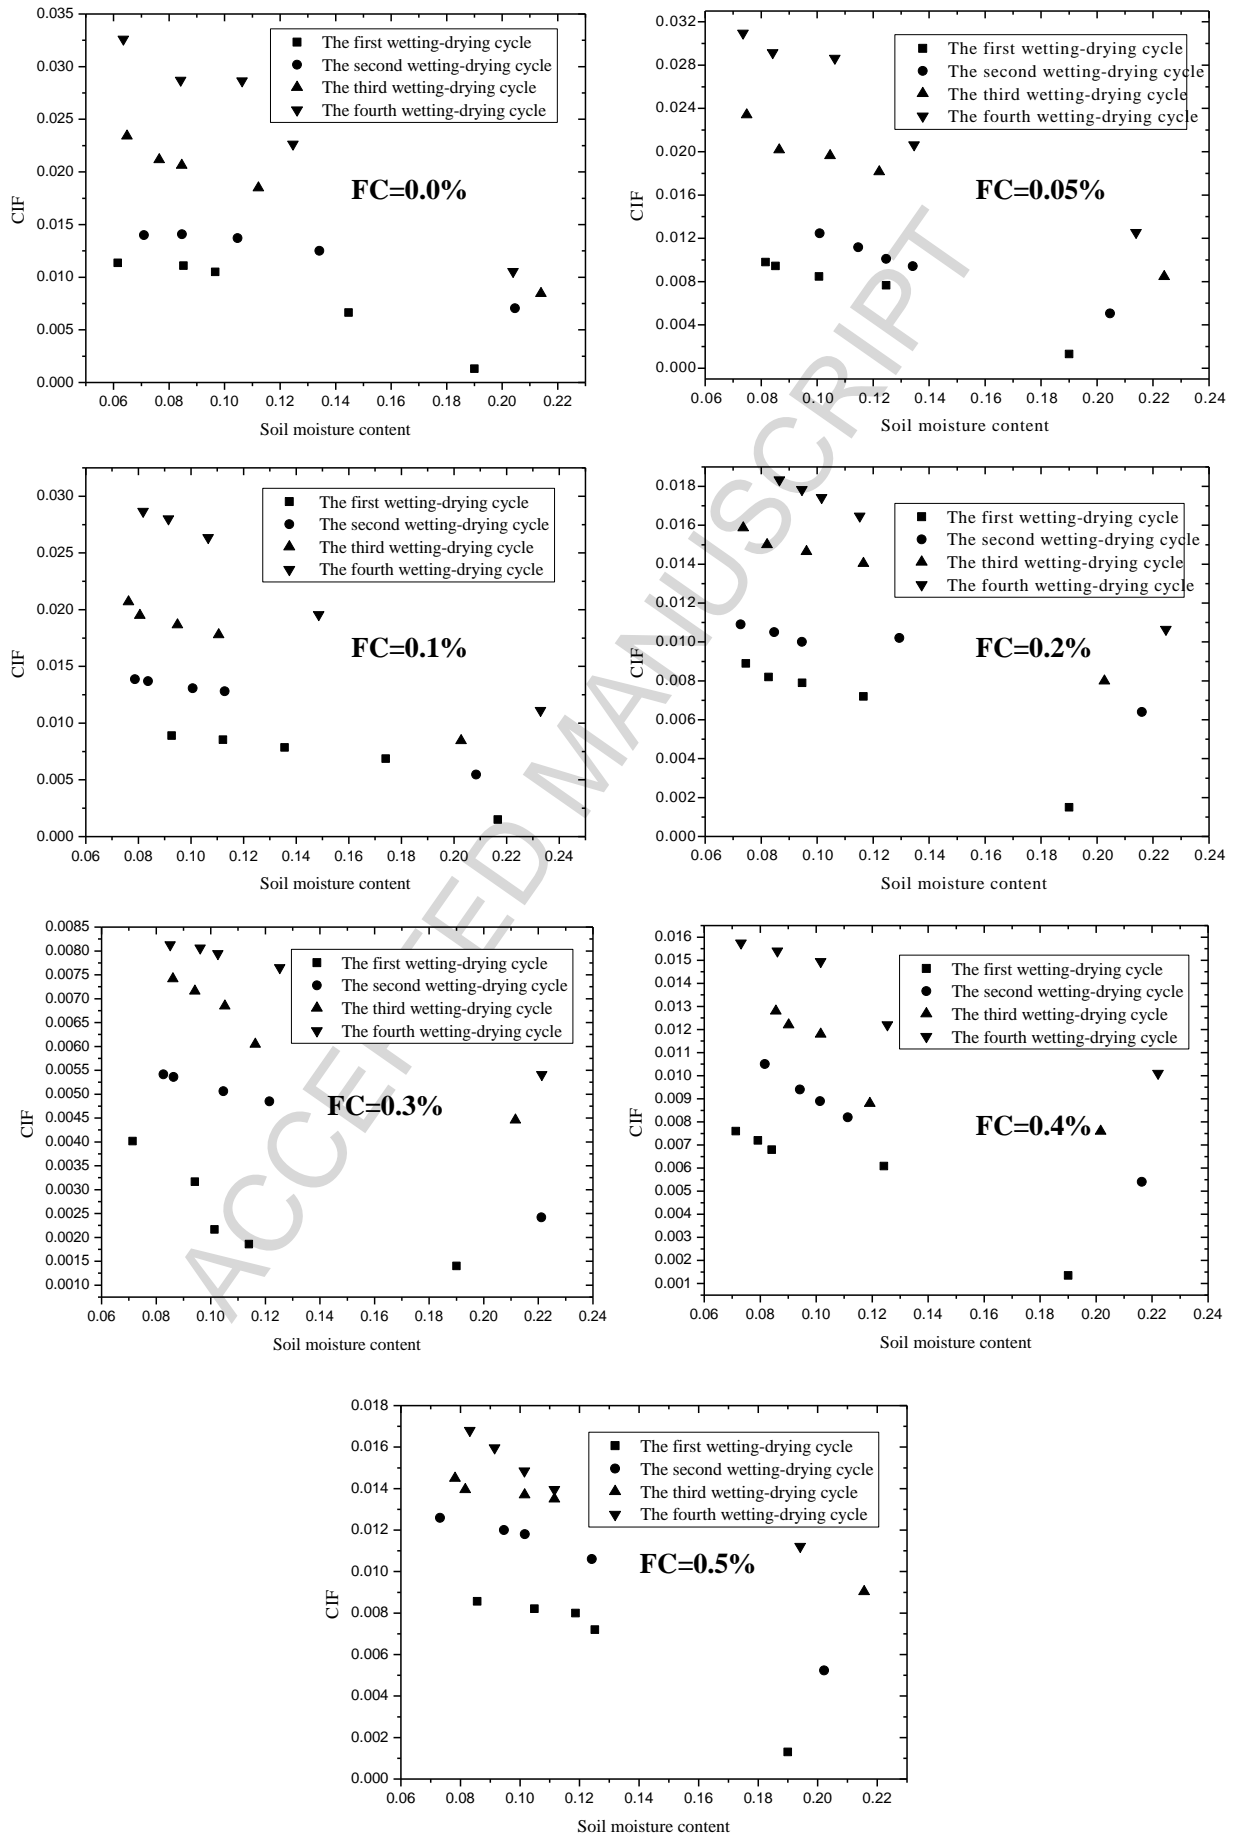 0.035
0.030
0.025
0.020
0.015
0.010
0.005
0.000
CIF
The first wetting-drying cycle
The second wetting-drying cycle
The third wetting-drying cycle
The fourth wetting-drying cycle
FC=0.0%
0.06 0.08 0.10 0.12 0.14 0.16 0.18 0.20 0.22
Soil moisture content
0.032
0.028
0.024
0.020
0.016
0.012
0.008
0.004
0.000
CIF
The first wetting-drying cycle
The second wetting-drying cycle
The third wetting-drying cycle
The fourth wetting-drying cycle
FC=0.05%
0.06 0.08 0.10 0.12 0.14 0.16 0.18 0.20 0.22 0.24
Soil moisture content
0.030
0.025
0.020
0.015
0.010
0.005
0.000
CIF
The first wetting-drying cycle
The second wetting-drying cycle
The third wetting-drying cycle
The fourth wetting-drying cycle
FC=0.1%
0.06 0.08 0.10 0.12 0.14 0.16 0.18 0.20 0.22 0.24
Soil moisture content
0.018
0.016
0.014
0.012
0.010
0.008
0.006
0.004
0.002
0.000
CIF
The first wetting-drying cycle
The second wetting-drying cycle
The third wetting-drying cycle
The fourth wetting-drying cycle
FC=0.2%
0.06 0.08 0.10 0.12 0.14 0.16 0.18 0.20 0.22 0.24
Soil moisture content
0.0085
0.0080
0.0075
0.0070
0.0065
0.0060
0.0055
0.0050
0.0045
0.0040
0.0035
0.0030
0.0025
0.0020
0.0015
0.0010
CIF
The first wetting-drying cycle
The second wetting-drying cycle
The third wetting-drying cycle
The fourth wetting-drying cycle
FC=0.3%
0.06 0.08 0.10 0.12 0.14 0.16 0.18 0.20 0.22 0.24
Soil moisture content
0.016
0.015
0.014
0.013
0.012
0.011
0.010
0.009
0.008
0.007
0.006
0.005
0.004
0.003
0.002
0.001
CIF
The first wetting-drying cycle
The second wetting-drying cycle
The third wetting-drying cycle
The fourth wetting-drying cycle
FC=0.4%
0.06 0.08 0.10 0.12 0.14 0.16 0.18 0.20 0.22 0.24
Soil moisture content
0.018
0.016
0.014
0.012
0.010
0.008
0.006
0.004
0.002
0.000
CIF
The first wetting-drying cycle
The second wetting-drying cycle
The third wetting-drying cycle
The fourth wetting-drying cycle
FC=0.5%
0.06 0.08 0.10 0.12 0.14 0.16 0.18 0.20 0.22
Soil moisture content
ACCEPTED MANUSCRIPT